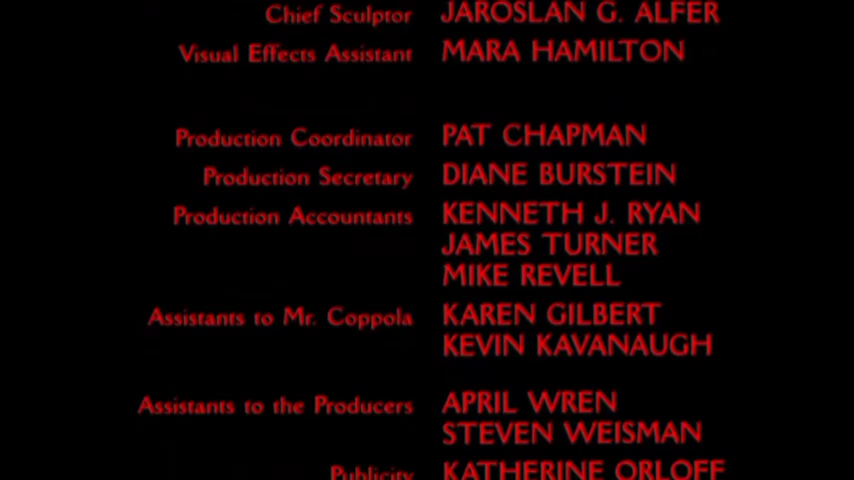 Chief Sculptor JAROSLAN G. ALFER
Visual Effects Assistant MARA HAMILTON
Production Coordinator PAT CHAPMAN
Production Secretary DIANE BURSTEIN
Production Accountants KENNETH J. RYAN
JAMES TURNER
MIKE REVELL
Assistants to Mr. Coppola KAREN GILBERT
KEVIN KAVANAUGH
Assistants to the Producers APRIL WREN
STEVEN WEISMAN
Publicity KATHERINE ORLOFF